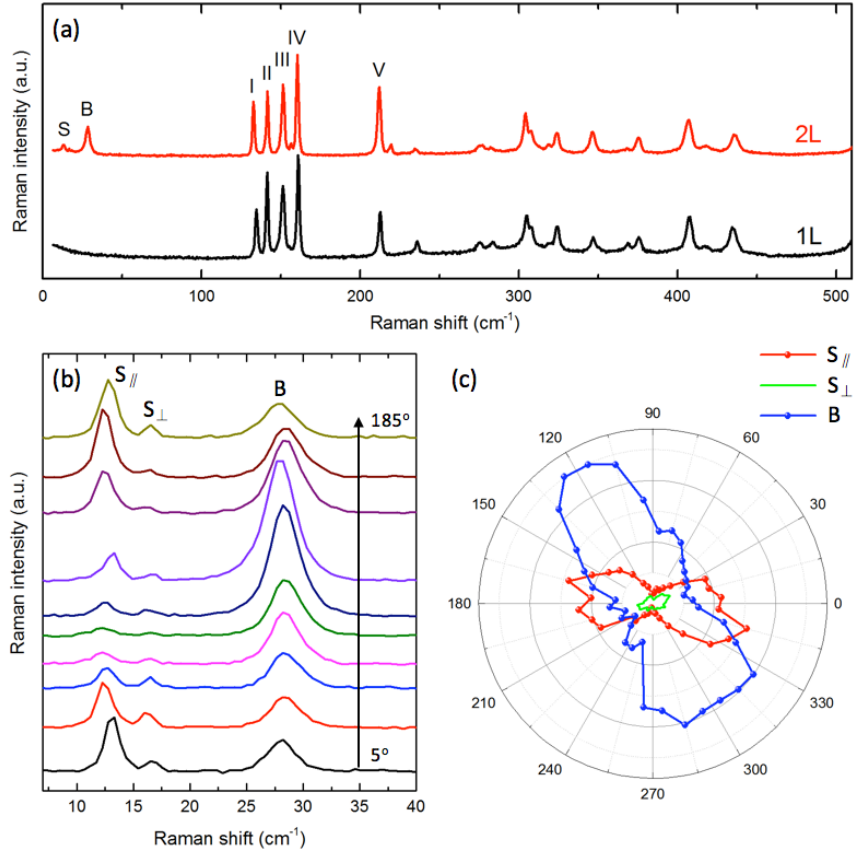 (a)
Raman intensity (a.u.)
S
B
I
II
III
IV
V
2L
1L
0
100
200
300
400
500
Raman shift (cm⁻¹)
(b)
S//
S⊥
B
185°
5°
Raman intensity (a.u.)
10
15
20
25
30
35
40
Raman shift (cm⁻¹)
(c)
S//
S⊥
B
90
120
60
150
30
180
0
210
330
240
300
270